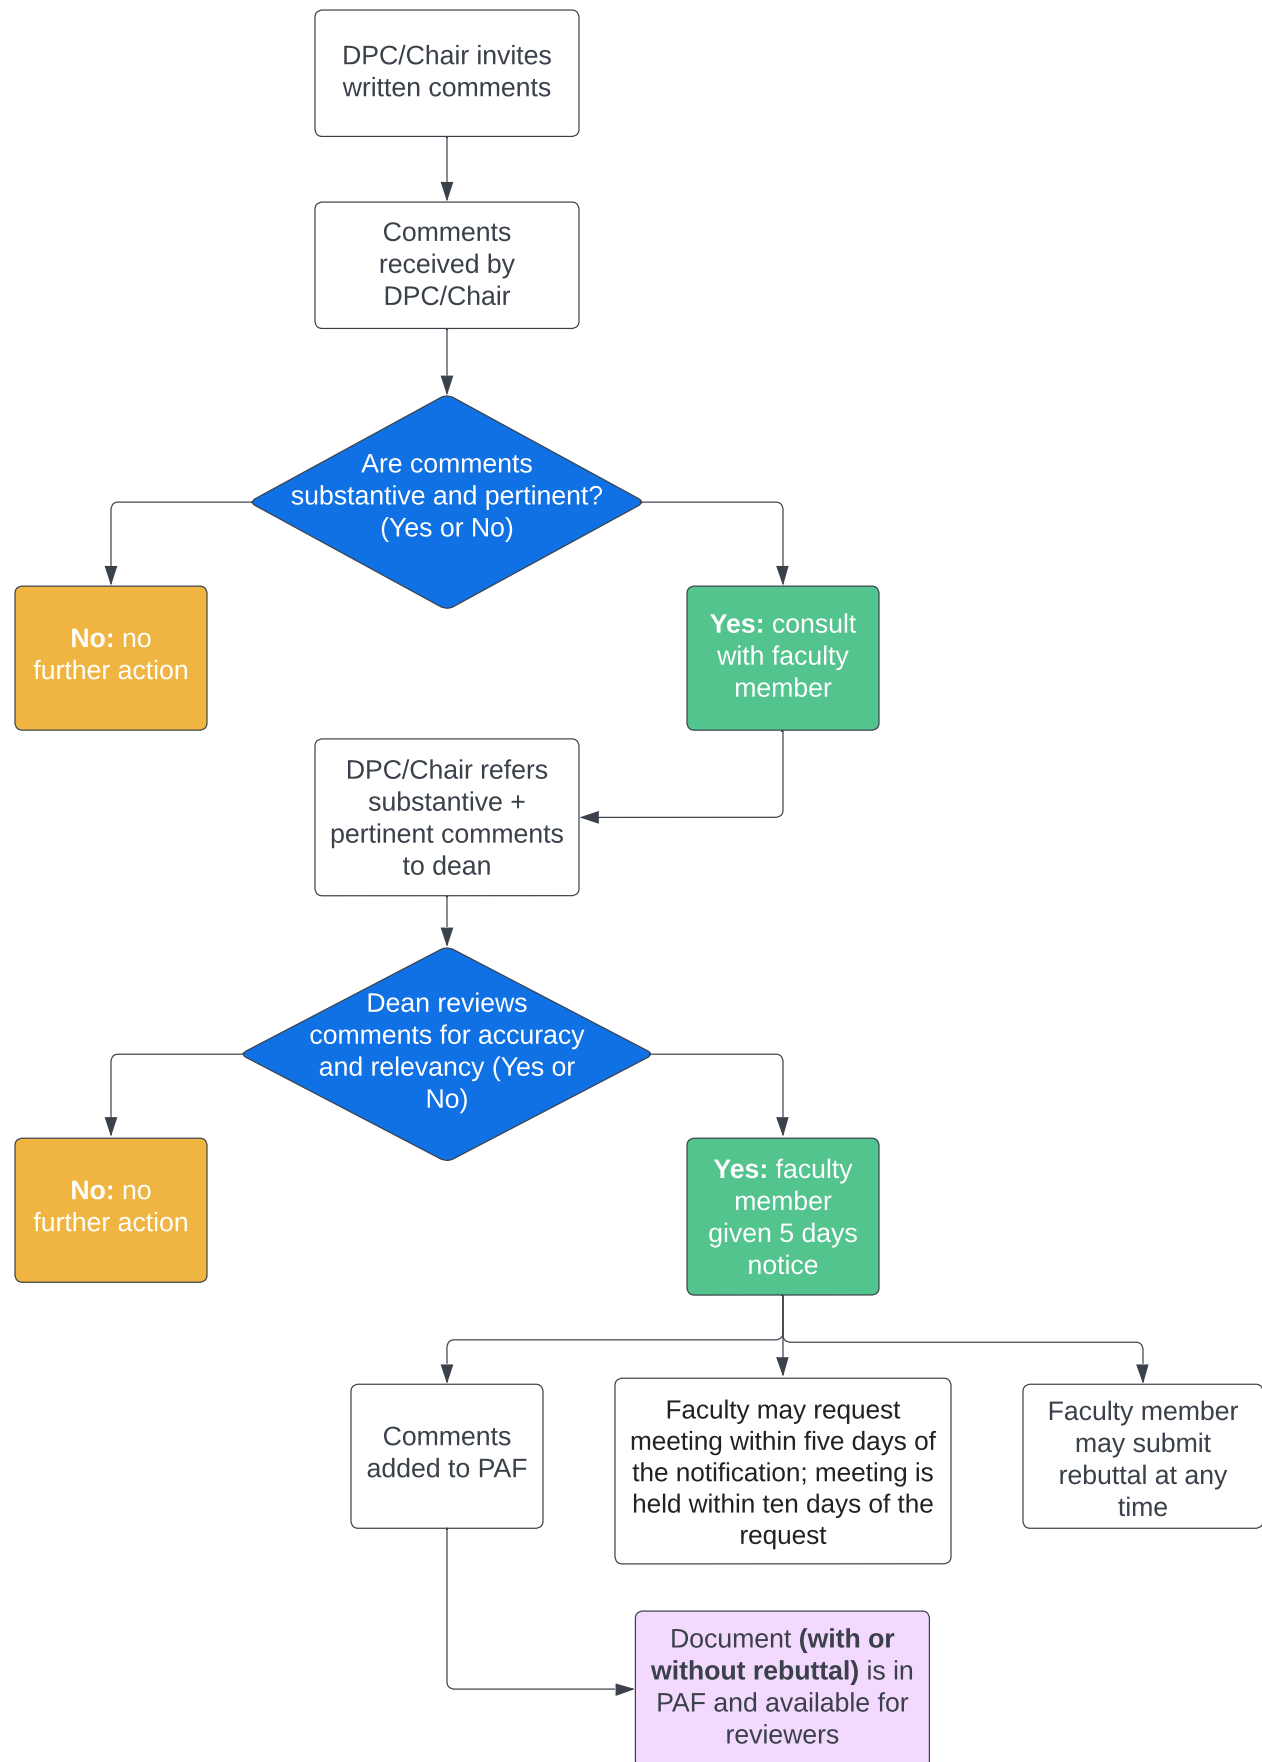 DPC/Chair invites
written comments
Comments
received by
DPC/Chair
Are comments
substantive and pertinent?
(Yes or No)
No: no
further action
Yes: consult
with faculty
member
DPC/Chair refers
substantive +
pertinent comments
to dean
Dean reviews
comments for accuracy
and relevancy (Yes or
No)
No: no
further action
Yes: faculty
member
given 5 days
notice
Comments
added to PAF
Faculty may request
meeting within five days of
the notification; meeting is
held within ten days of the
request
Faculty member
may submit
rebuttal at any
time
Document (with or
without rebuttal) is in
PAF and available for
reviewers